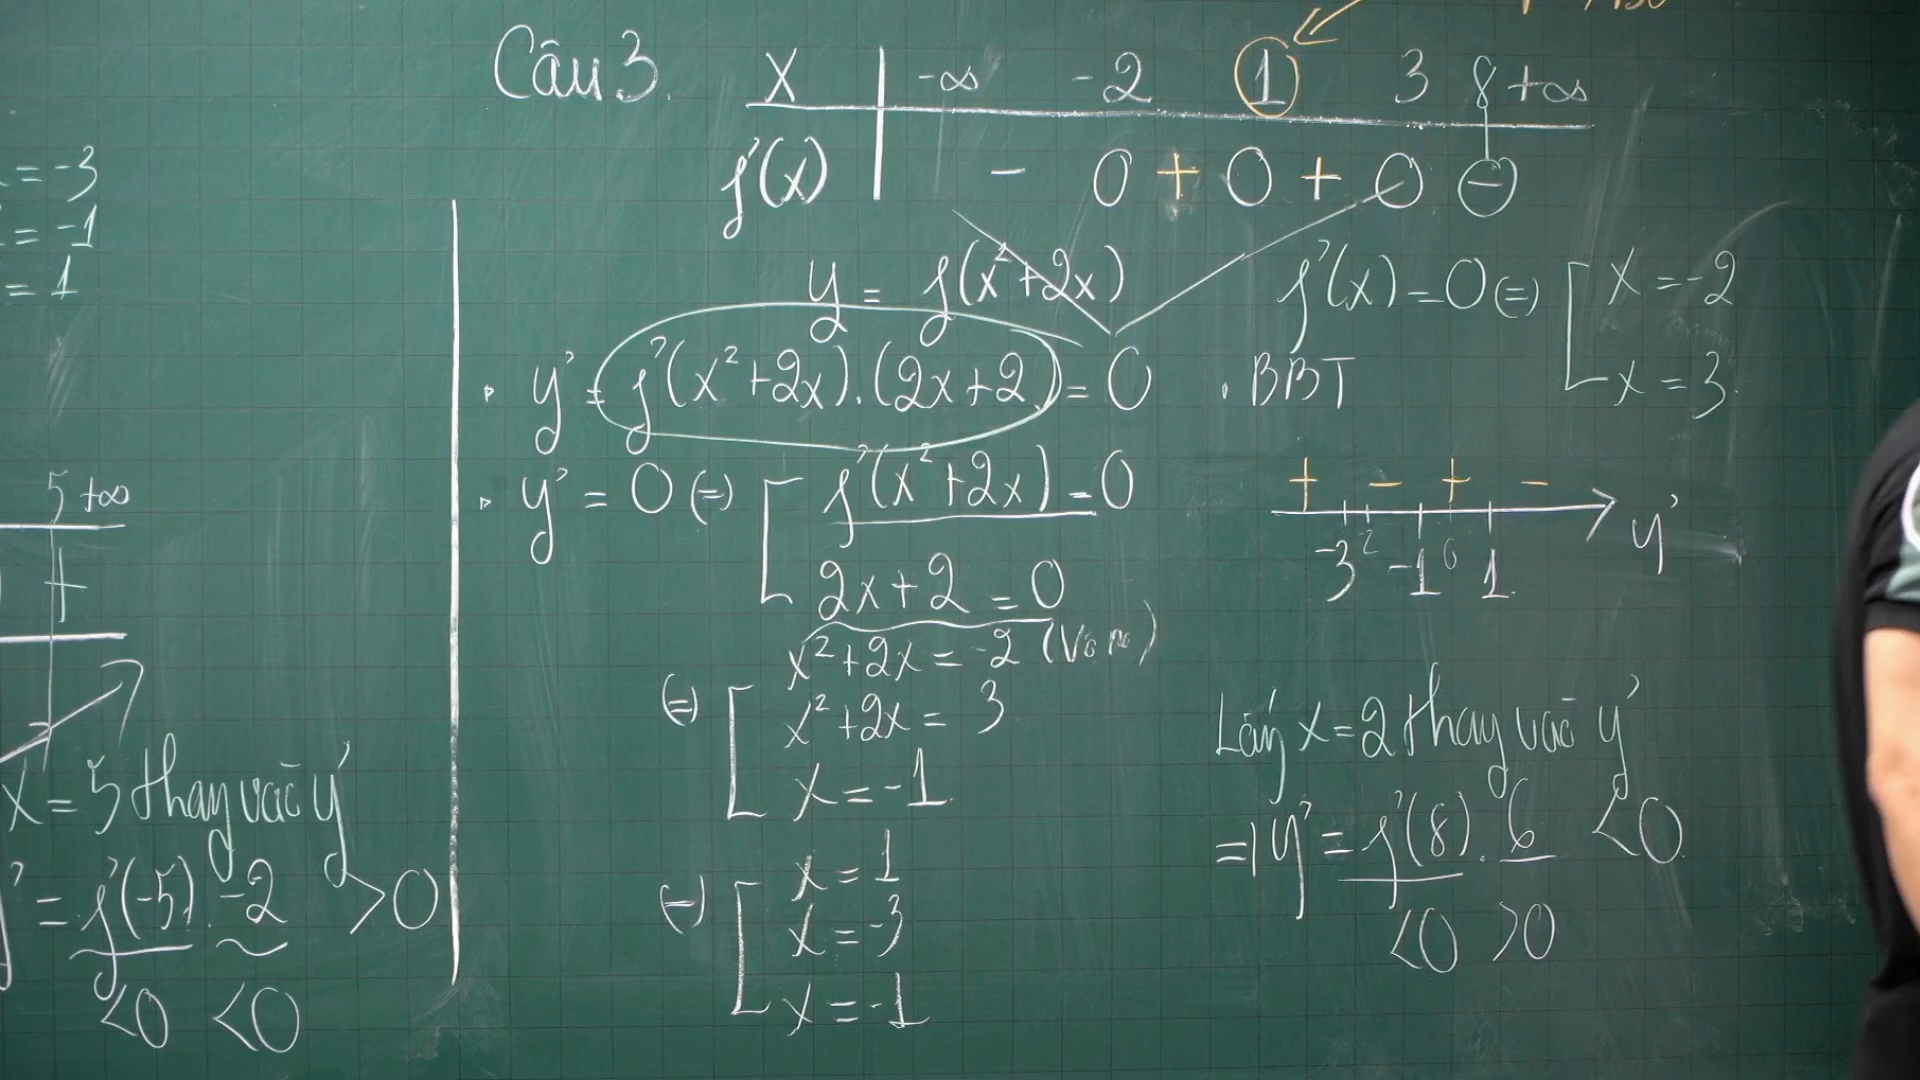 Câu 3.
x -∞ -2 1 3 8 +∞
f'(x) - 0 + 0 + 0 -
y = f(x²+2x)
f'(x) = 0 (=) [ x = -2
x = 3.
y' = f'(x²+2x).(2x+2) = 0
. BBT
y' = 0 (=) [ f'(x²+2x) = 0
2x+2 = 0
+ - + -
-3 -2 -1 0 1 y'
x²+2x = -2 (Vô no)
(=) [ x²+2x = 3
x = -1
(=) [ x = 1
x = -3
x = -1
Lấy x = 2 thay vào y'
=) y' = f'(8). 6 < 0
<0 >0
= -3
= -1
= 1
5 +∞
+
x = 5 thay vào y'
' = f'(-5). -2 > 0
<0 <0